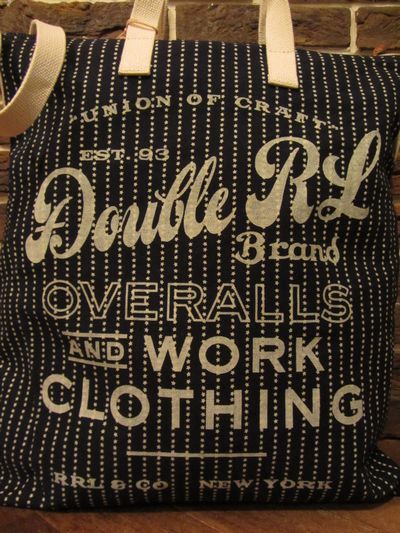 "UNION OF CRAFT"
EST. 93
Double RL
Brand
OVERALLS
AND WORK
CLOTHING
RRL & CO NEW YORK